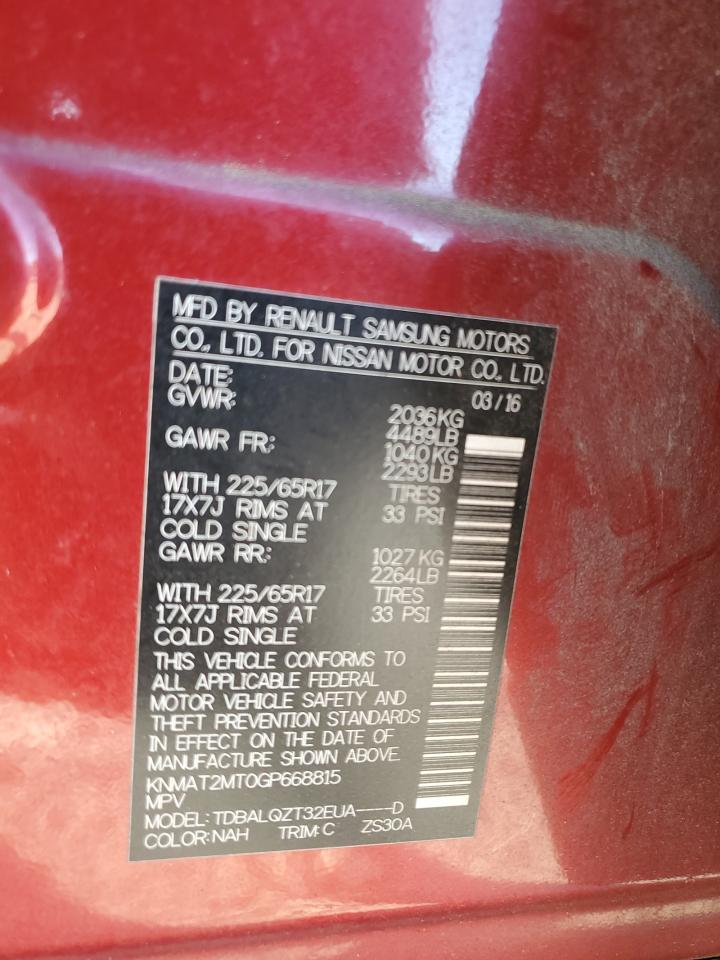 MFD BY RENAULT SAMSUNG MOTORS
CO., LTD. FOR NISSAN MOTOR CO., LTD.
DATE: 03/16
GVWR: 2036KG
4489LB
GAWR FR: 1040KG
2293LB
WITH 225/65R17 TIRES
17X7J RIMS AT 33 PSI
COLD SINGLE
GAWR RR: 1027KG
2264LB
WITH 225/65R17 TIRES
17X7J RIMS AT 33 PSI
COLD SINGLE
THIS VEHICLE CONFORMS TO
ALL APPLICABLE FEDERAL
MOTOR VEHICLE SAFETY AND
THEFT PREVENTION STANDARDS
IN EFFECT ON THE DATE OF
MANUFACTURE SHOWN ABOVE.
KNMAT2MT0GP668815
MPV
MODEL: TDBALQZT32EUA----D
COLOR: NAH TRIM: C ZS30A